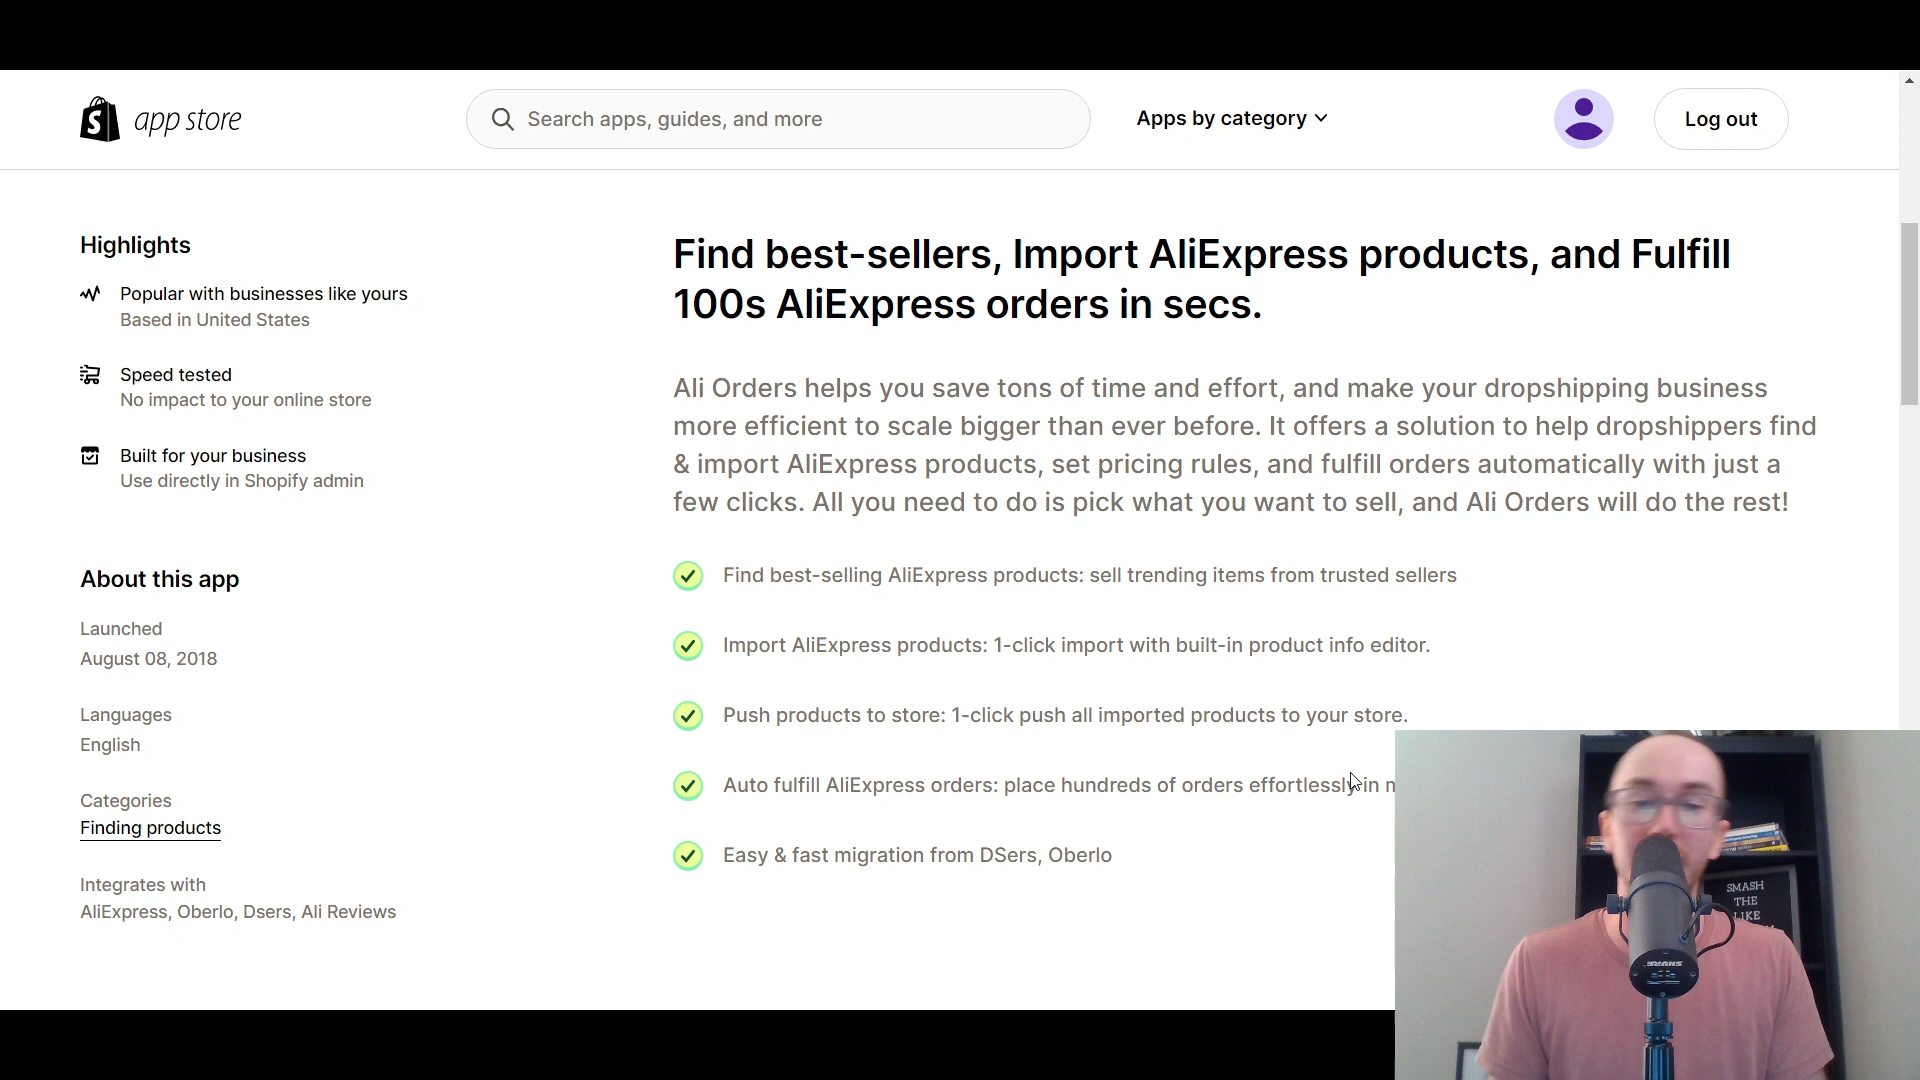 app store
Search apps, guides, and more
Apps by category
Log out
Highlights
Popular with businesses like yours
Based in United States
Speed tested
No impact to your online store
Built for your business
Use directly in Shopify admin
About this app
Launched
August 08, 2018
Languages
English
Categories
Finding products
Integrates with
AliExpress, Oberlo, Dsers, Ali Reviews
Find best-sellers, Import AliExpress products, and Fulfill
100s AliExpress orders in secs.
Ali Orders helps you save tons of time and effort, and make your dropshipping business
more efficient to scale bigger than ever before. It offers a solution to help dropshippers find
& import AliExpress products, set pricing rules, and fulfill orders automatically with just a
few clicks. All you need to do is pick what you want to sell, and Ali Orders will do the rest!
Find best-selling AliExpress products: sell trending items from trusted sellers
Import AliExpress products: 1-click import with built-in product info editor.
Push products to store: 1-click push all imported products to your store.
Auto fulfill AliExpress orders: place hundreds of orders effortlessly in
Easy & fast migration from DSers, Oberlo
SMASH
THE
LIKE
SHURE